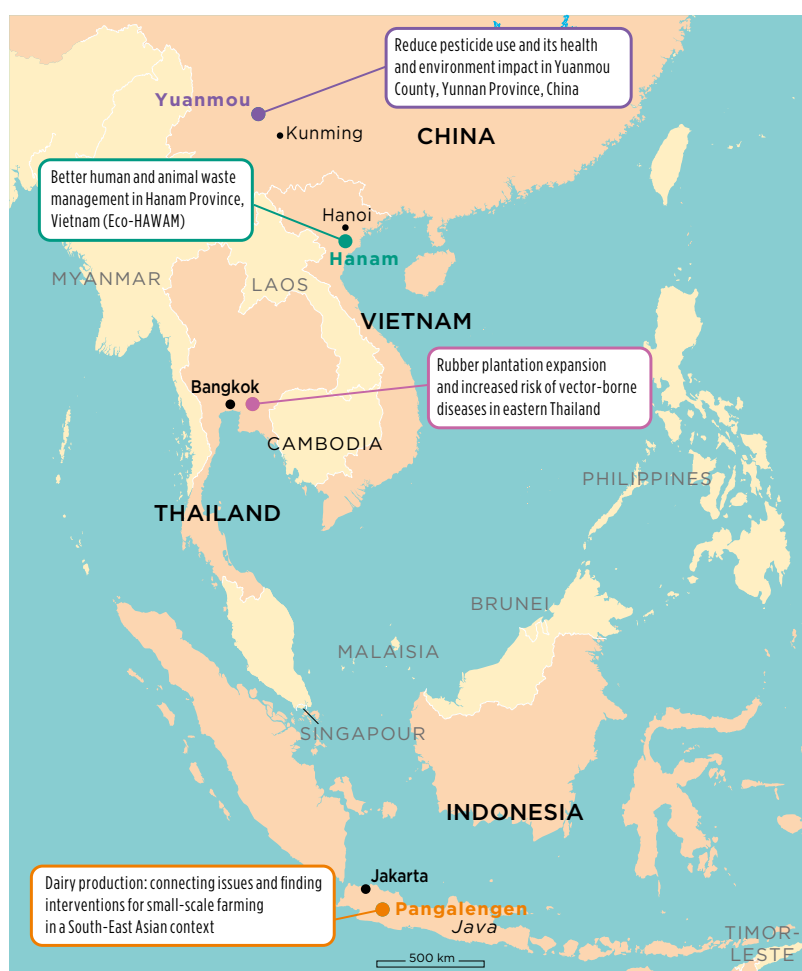 Reduce pesticide use and its health
and environment impact in Yuanmou
County, Yunnan Province, China
Yuanmou
Kunming
CHINA
Better human and animal waste
management in Hanam Province,
Vietnam (Eco-HAWAM)
Hanoi
Hanam
MYANMAR
LAOS
VIETNAM
Rubber plantation expansion
and increased risk of vector-borne
diseases in eastern Thailand
Bangkok
CAMBODIA
PHILIPPINES
THAILAND
BRUNEI
MALAISIA
SINGAPOUR
INDONESIA
Dairy production: connecting issues and finding
interventions for small-scale farming
in a South-East Asian context
Jakarta
Pangalengen
Java
TIMOR-
LESTE
500 km